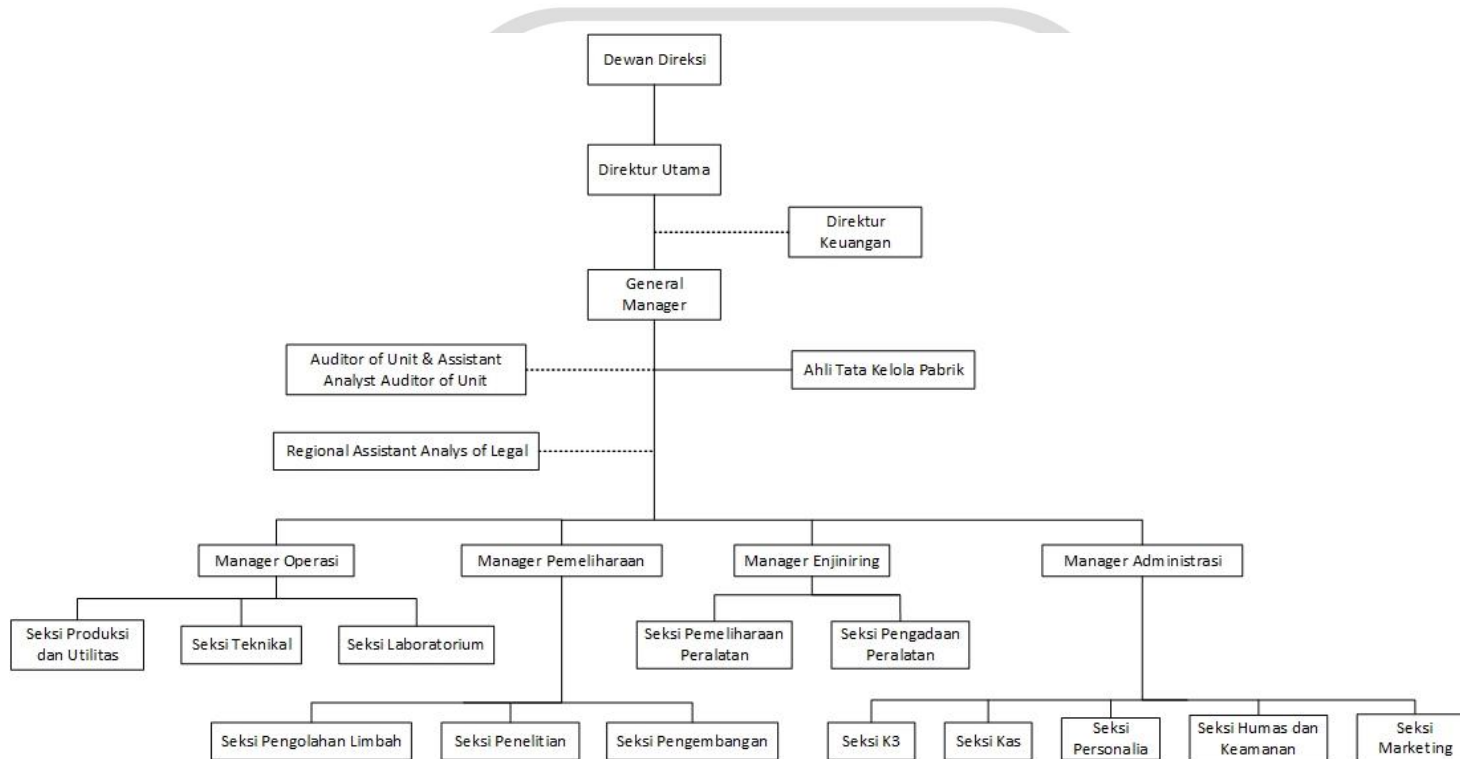 Dewan Direksi
Direktur Utama
Direktur
Keuangan
General
Manager
Auditor of Unit & Assistant
Analyst Auditor of Unit
Ahli Tata Kelola Pabrik
Regional Assistant Analys of Legal
Manager Operasi
Manager Pemeliharaan
Manager Enjiniring
Manager Administrasi
Seksi Produksi
dan Utilitas
Seksi Teknikal
Seksi Laboratorium
Seksi Pemeliharaan
Peralatan
Seksi Pengadaan
Peralatan
Seksi Pengolahan Limbah
Seksi Penelitian
Seksi Pengembangan
Seksi K3
Seksi Kas
Seksi
Personalia
Seksi Humas dan
Keamanan
Seksi
Marketing